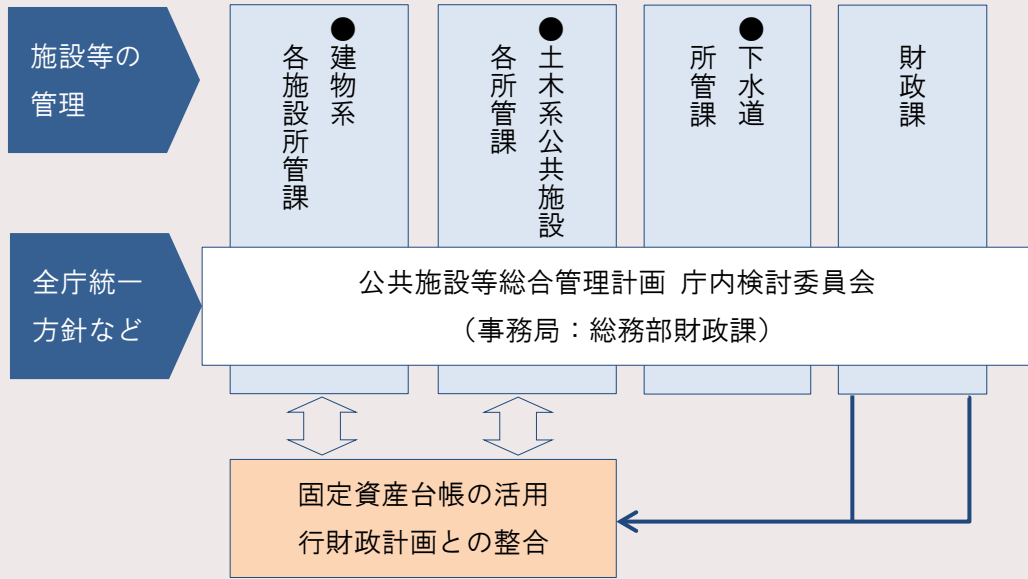 施設等の
管理
●建物系
各施設所管課
●土木系公共施設
各所管課
●下水道
所管課
財政課
全庁統一
方針など
公共施設等総合管理計画 庁内検討委員会
（事務局：総務部財政課）
固定資産台帳の活用
行財政計画との整合